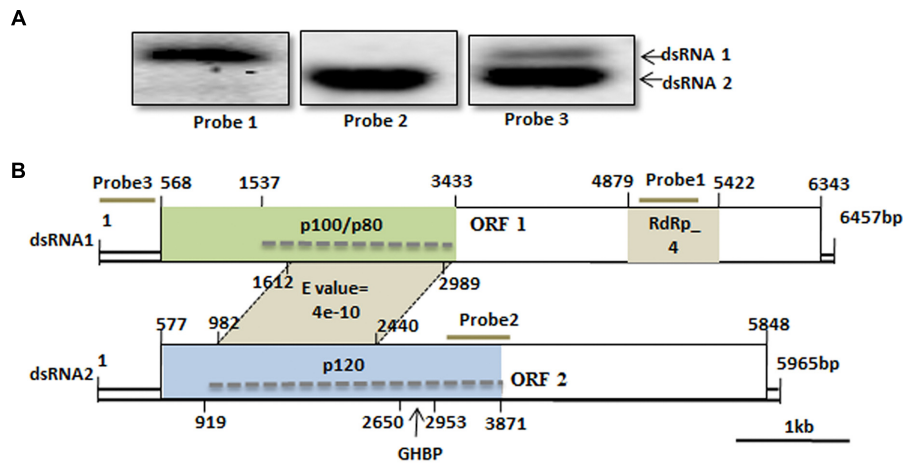 A
dsRNA 1
dsRNA 2
Probe 1
Probe 2
Probe 3
B
Probe3
568
1537
3433
4879
Probe1
5422
6343
1
p100/p80
ORF 1
RdRp_
4
6457bp
dsRNA1
1612
E value=
4e-10
2989
577
982
2440
Probe2
5848
1
p120
ORF 2
5965bp
dsRNA2
919
2650
2953
3871
GHBP
1kb